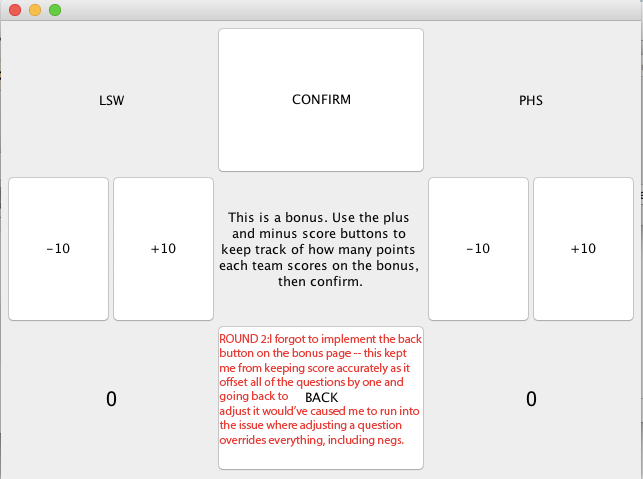 LSW
CONFIRM
PHS
-10
+10
This is a bonus. Use the plus
and minus score buttons to
keep track of how many points
each team scores on the bonus,
then confirm.
-10
+10
0
ROUND 2:I forgot to implement the back
button on the bonus page -- this kept
me from keeping score accurately as it
offset all of the questions by one and
going back to
adjust it would've caused me to run into
the issue where adjusting a question
overrides everything, including negs.
BACK
0